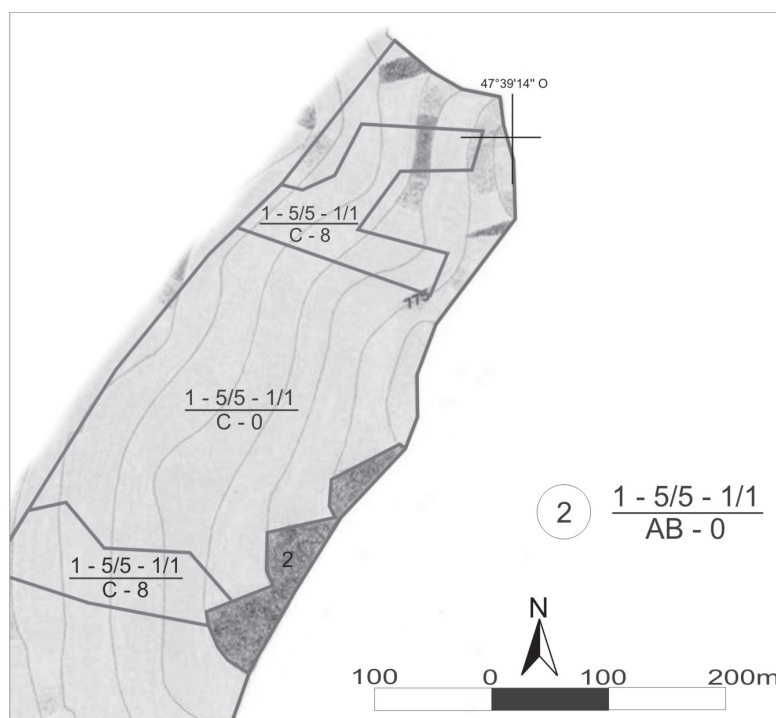 47°39'14" O
1 - 5/5 - 1/1
C - 8
775
1 - 5/5 - 1/1
C - 0
2
1 - 5/5 - 1/1
AB - 0
2
1 - 5/5 - 1/1
C - 8
N
100 0 100 200m